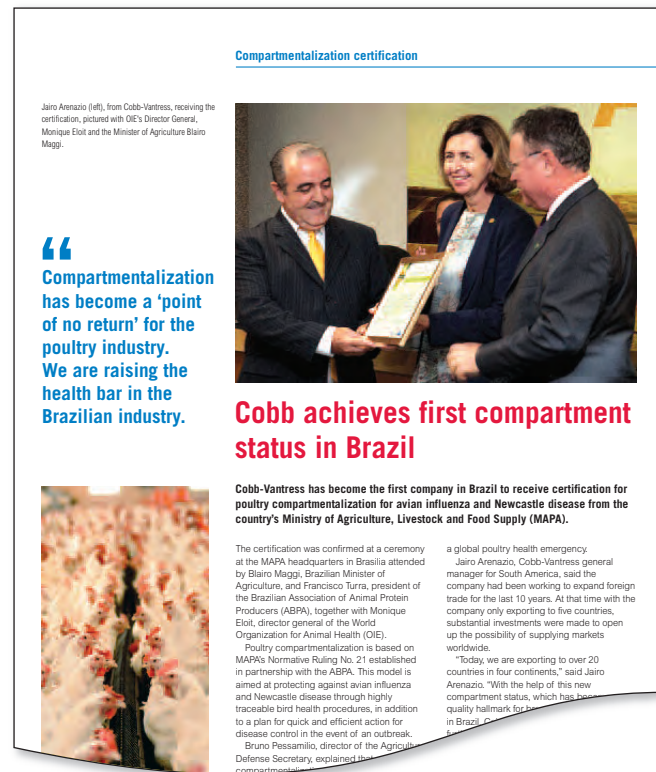 Compartmentalization certification
Jairo Arenazio (left), from Cobb-Vantress, receiving the
certification, pictured with OIE's Director General,
Monique Eloit and the Minister of Agriculture Blairo
Maggi.
“
Compartmentalization
has become a ‘point
of no return’ for the
poultry industry.
We are raising the
health bar in the
Brazilian industry.
Cobb achieves first compartment
status in Brazil
Cobb-Vantress has become the first company in Brazil to receive certification for
poultry compartmentalization for avian influenza and Newcastle disease from the
country's Ministry of Agriculture, Livestock and Food Supply (MAPA).
The certification was confirmed at a ceremony
at the MAPA headquarters in Brasilia attended
by Blairo Maggi, Brazilian Minister of
Agriculture, and Francisco Turra, president of
the Brazilian Association of Animal Protein
Producers (ABPA), together with Monique
Eloit, director general of the World
Organization for Animal Health (OIE).
Poultry compartmentalization is based on
MAPA's Normative Ruling No. 21 established
in partnership with the ABPA. This model is
aimed at protecting against avian influenza
and Newcastle disease through highly
traceable bird health procedures, in addition
to a plan for quick and efficient action for
disease control in the event of an outbreak.
Bruno Pessamilio, director of the
Defense Secretary, explained
a global poultry health emergency.
Jairo Arenazio, Cobb-Vantress general
manager for South America, said the
company had been working to expand foreign
trade for the last 10 years. At that time with the
company only exporting to five countries,
substantial investments were made to open
up the possibility of supplying markets
worldwide.
“Today, we are exporting to over 20
countries in four continents,” said Jairo
Arenazio. “With the help of this new
compartment status, which has
quality hallmark for
in Brazil,